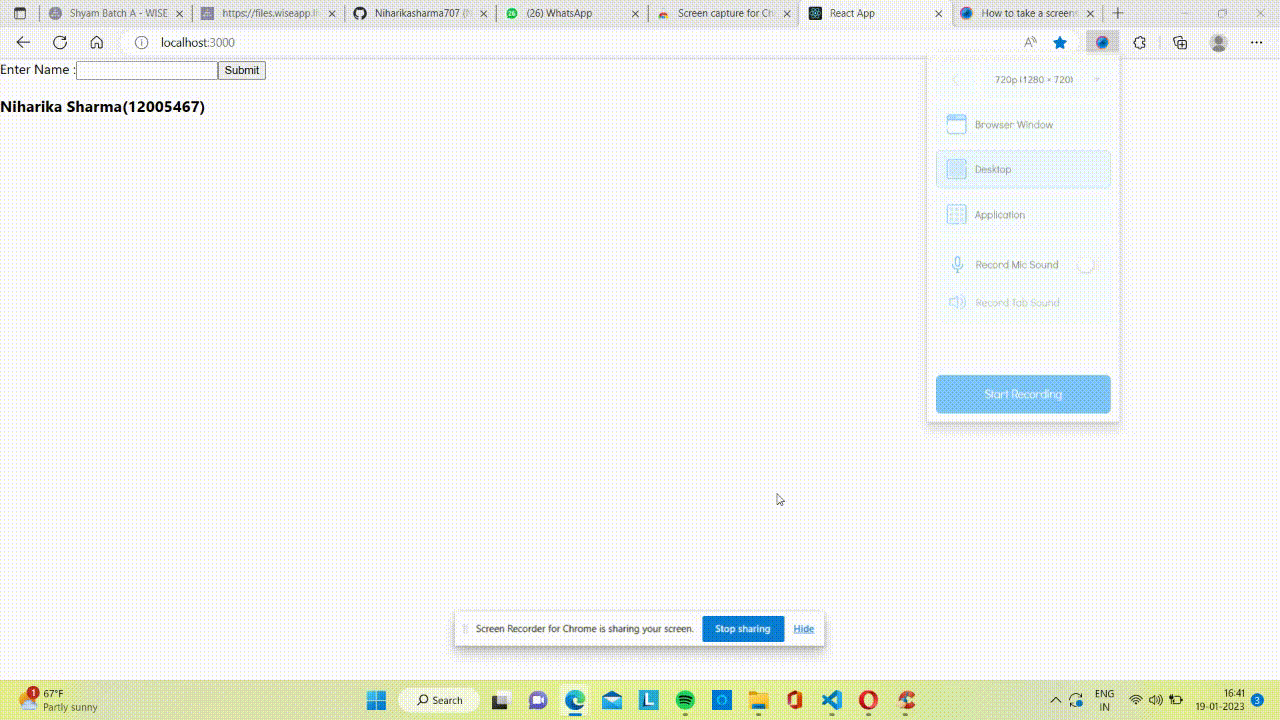 Shyam Batch A - WISE
https://files.wiseapp.li
Niharikasharma707 (N
(26) WhatsApp
Screen capture for Ch
React App
How to take a screens
localhost:3000
Enter Name :
Submit
Niharika Sharma(12005467)
720p (1280 × 720)
Browser Window
Desktop
Application
Record Mic Sound
Record Tab Sound
Start Recording
Screen Recorder for Chrome is sharing your screen.
Stop sharing
Hide
1
67°F
Partly sunny
Search
ENG
IN
16:41
19-01-2023
3